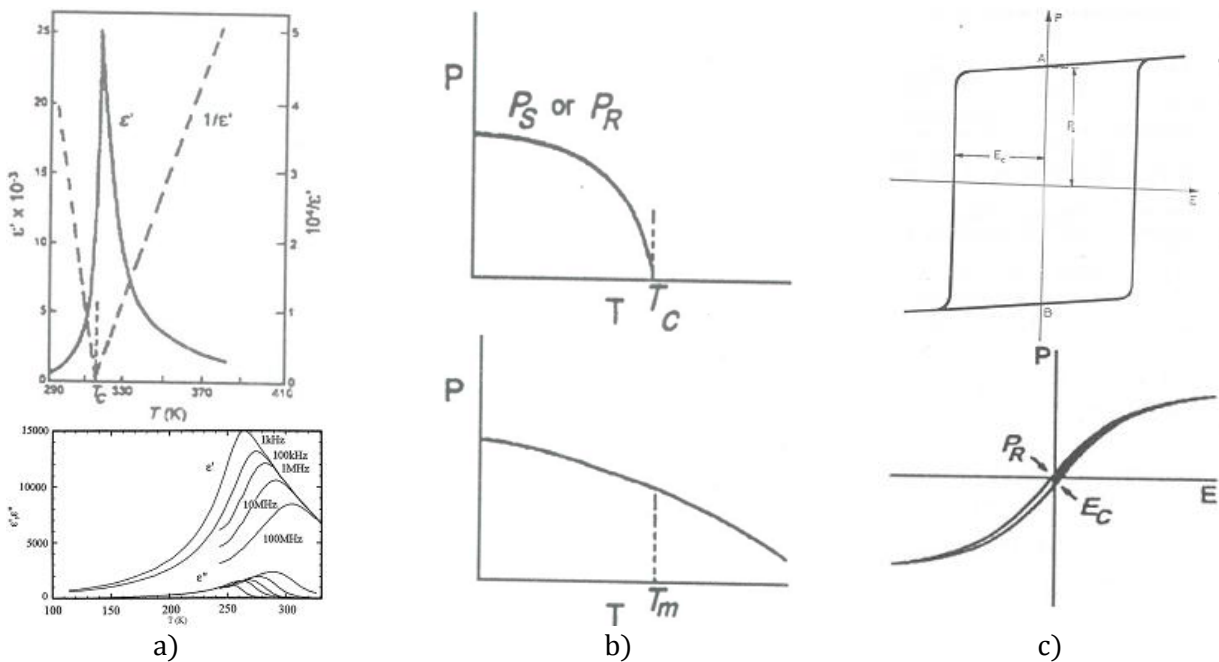 25
20
15
10
5
0
ε' x 10⁻³
ε'
1/ε'
5
4
3
2
1
0
10⁴/ε'
290 330 370 410
T_C
T (K)
15000
10000
5000
0
ε',ε"
ε'
1kHz
100kHz
1MHz
10MHz
100MHz
ε"
100 150 200 250 300
T (K)
a)
P
P_S or P_R
T T_C
P
T T_m
b)
P
A
E_c
E
B
P
P_R
E
E_C
c)